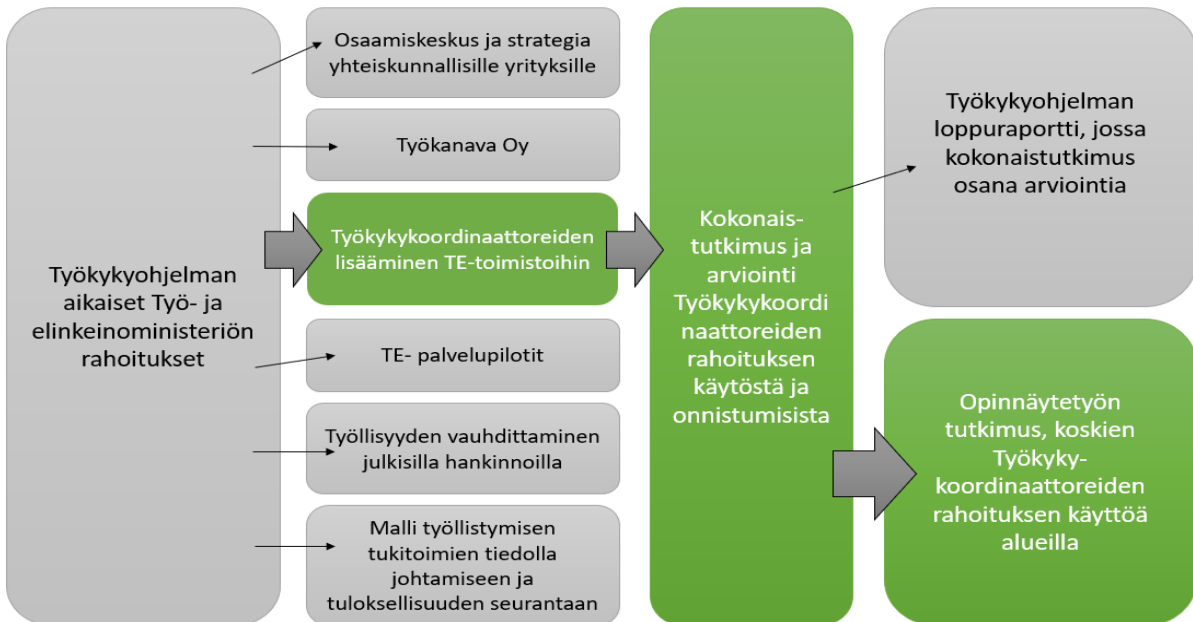 Työkykyohjelman
aikaiset Työ- ja
elinkeinoministeriön
rahoitukset
Osaamiskeskus ja strategia
yhteiskunnallisille yrityksille
Työkanava Oy
Työkykykoordinaattoreiden
lisääminen TE-toimistoihin
TE- palvelupilotit
Työllisyyden vauhdittaminen
julkisilla hankinnoilla
Malli työllistymisen
tukitoimien tiedolla
johtamiseen ja
tuloksellisuuden seurantaan
Kokonais-
tutkimus ja
arviointi
Työkykykoordi
naattoreiden
rahoituksen
käytöstä ja
onnistumisista
Työkykyohjelman
loppuraportti, jossa
kokonaistutkimus
osana arviointia
Opinnäytetyön
tutkimus, koskien
Työkyky-
koordinaattoreiden
rahoituksen käyttöä
alueilla